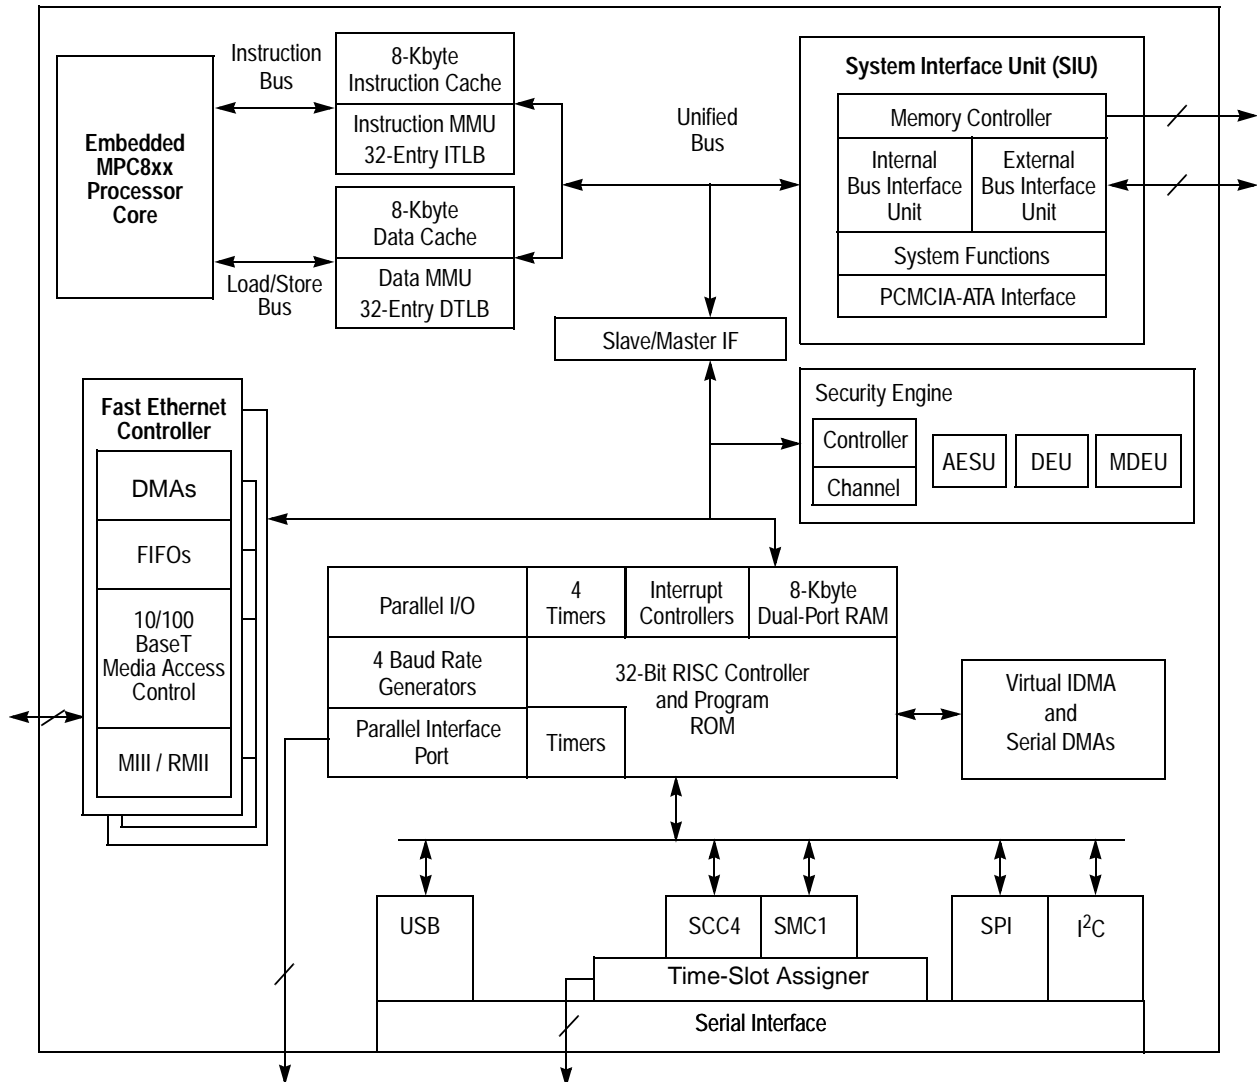 Instruction
Bus
8-Kbyte
Instruction Cache
Instruction MMU
32-Entry ITLB
Embedded
MPC8xx
Processor
Core
8-Kbyte
Data Cache
Data MMU
32-Entry DTLB
Load/Store
Bus
Unified
Bus
System Interface Unit (SIU)
Memory Controller
Internal
Bus Interface
Unit
External
Bus Interface
Unit
System Functions
PCMCIA-ATA Interface
Slave/Master IF
Security Engine
Controller
Channel
AESU
DEU
MDEU
Fast Ethernet
Controller
DMAs
FIFOs
10/100
BaseT
Media Access
Control
MIII / RMII
Parallel I/O
4
Timers
Interrupt
Controllers
8-Kbyte
Dual-Port RAM
4 Baud Rate
Generators
32-Bit RISC Controller
and Program
ROM
Parallel Interface
Port
Timers
Virtual IDMA
and
Serial DMAs
USB
SCC4
SMC1
SPI
I²C
Time-Slot Assigner
Serial Interface